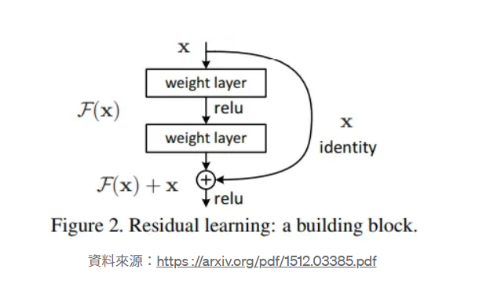 x
weight layer
F(x)
relu
weight layer
x
identity
F(x) + x
relu
Figure 2. Residual learning: a building block.
資料來源：https://arxiv.org/pdf/1512.03385.pdf